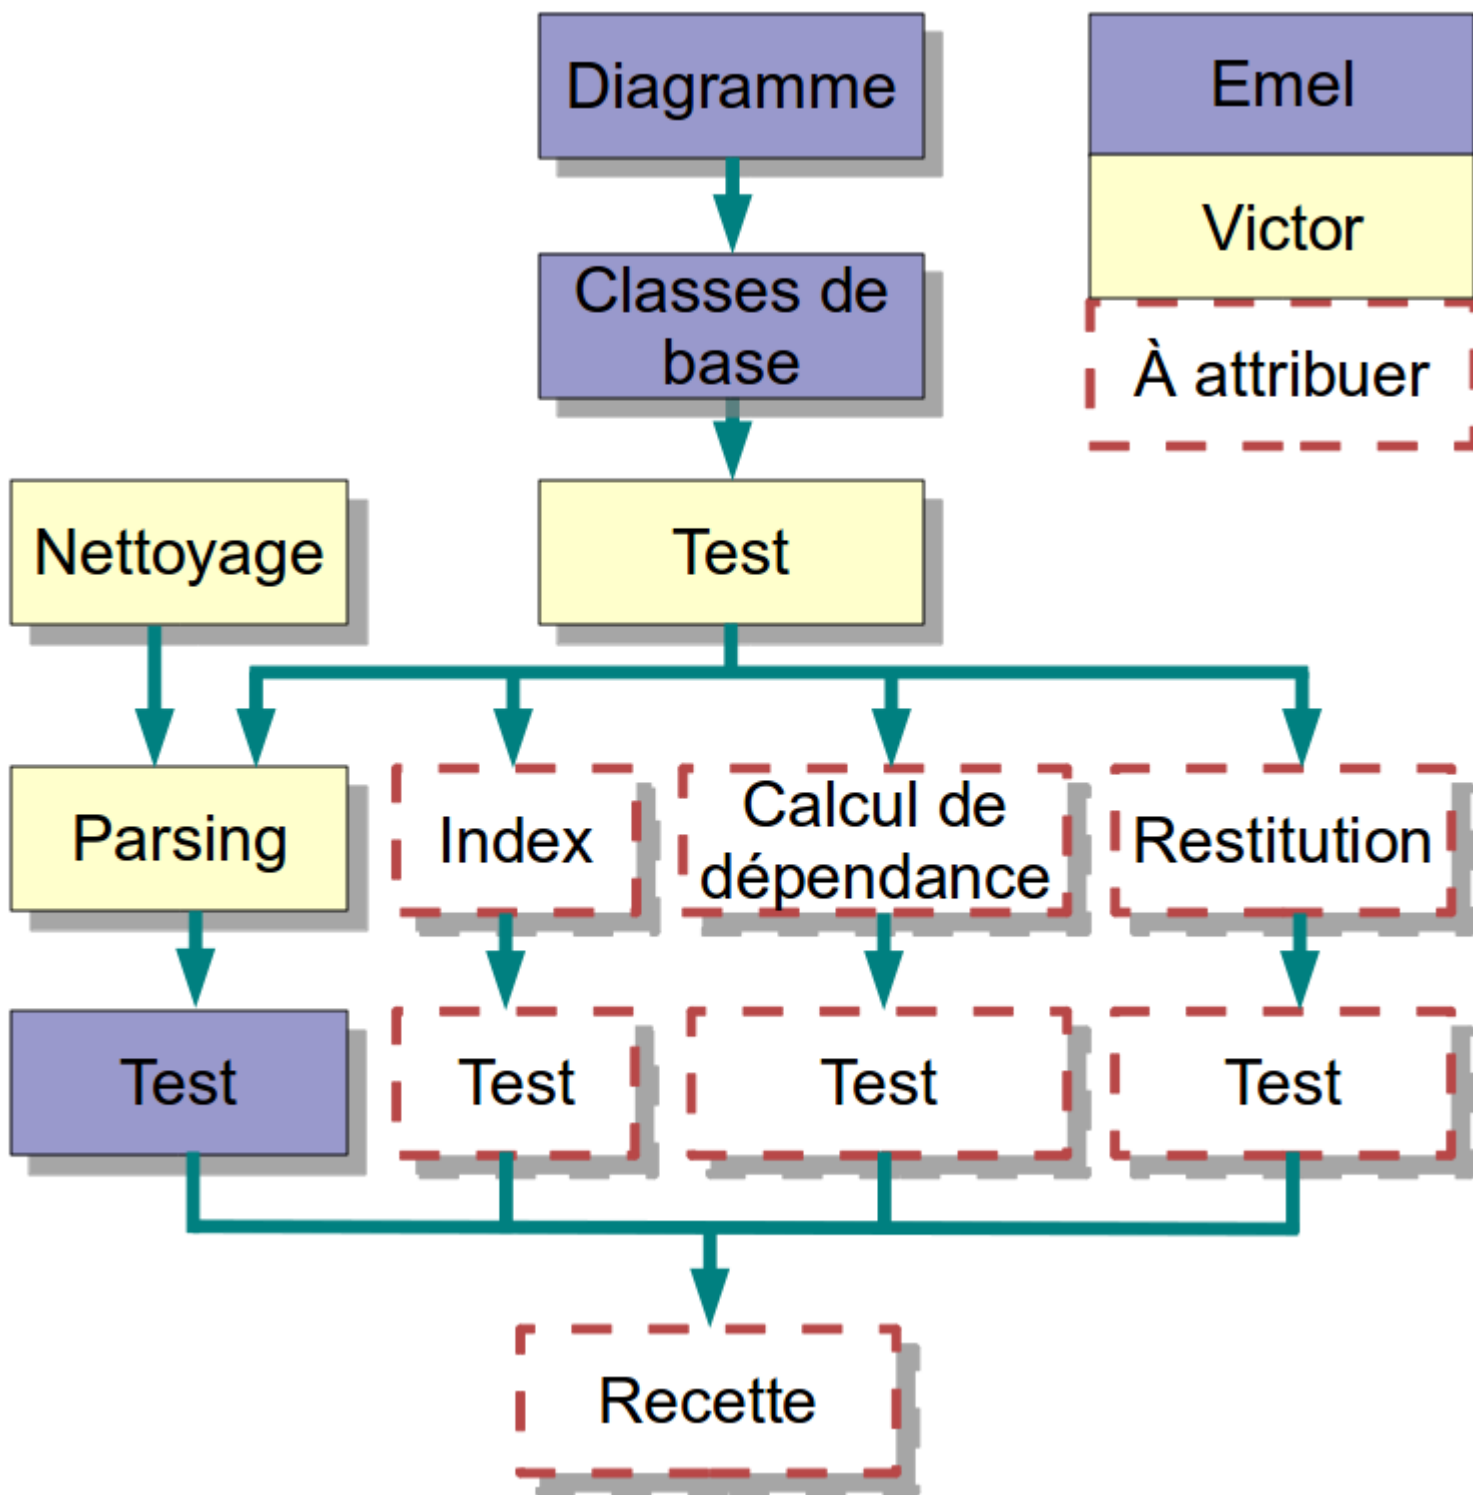 Diagramme
Emel
Victor
Classes de
base
À attribuer
Nettoyage
Test
Parsing
Index
Calcul de
dépendance
Restitution
Test
Test
Test
Test
Recette